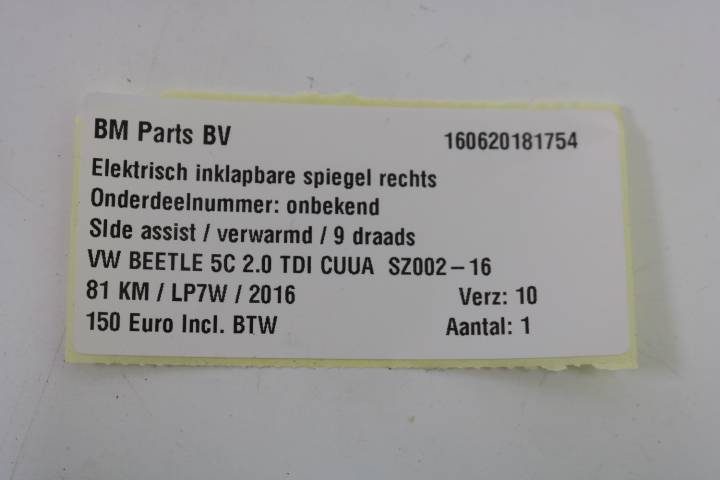 BM Parts BV 160620181754
Elektrisch inklapbare spiegel rechts
Onderdeelnummer: onbekend
SIde assist / verwarmd / 9 draads
VW BEETLE 5C 2.0 TDI CUUA SZ002-16
81 KM / LP7W / 2016 Verz: 10
150 Euro Incl. BTW Aantal: 1